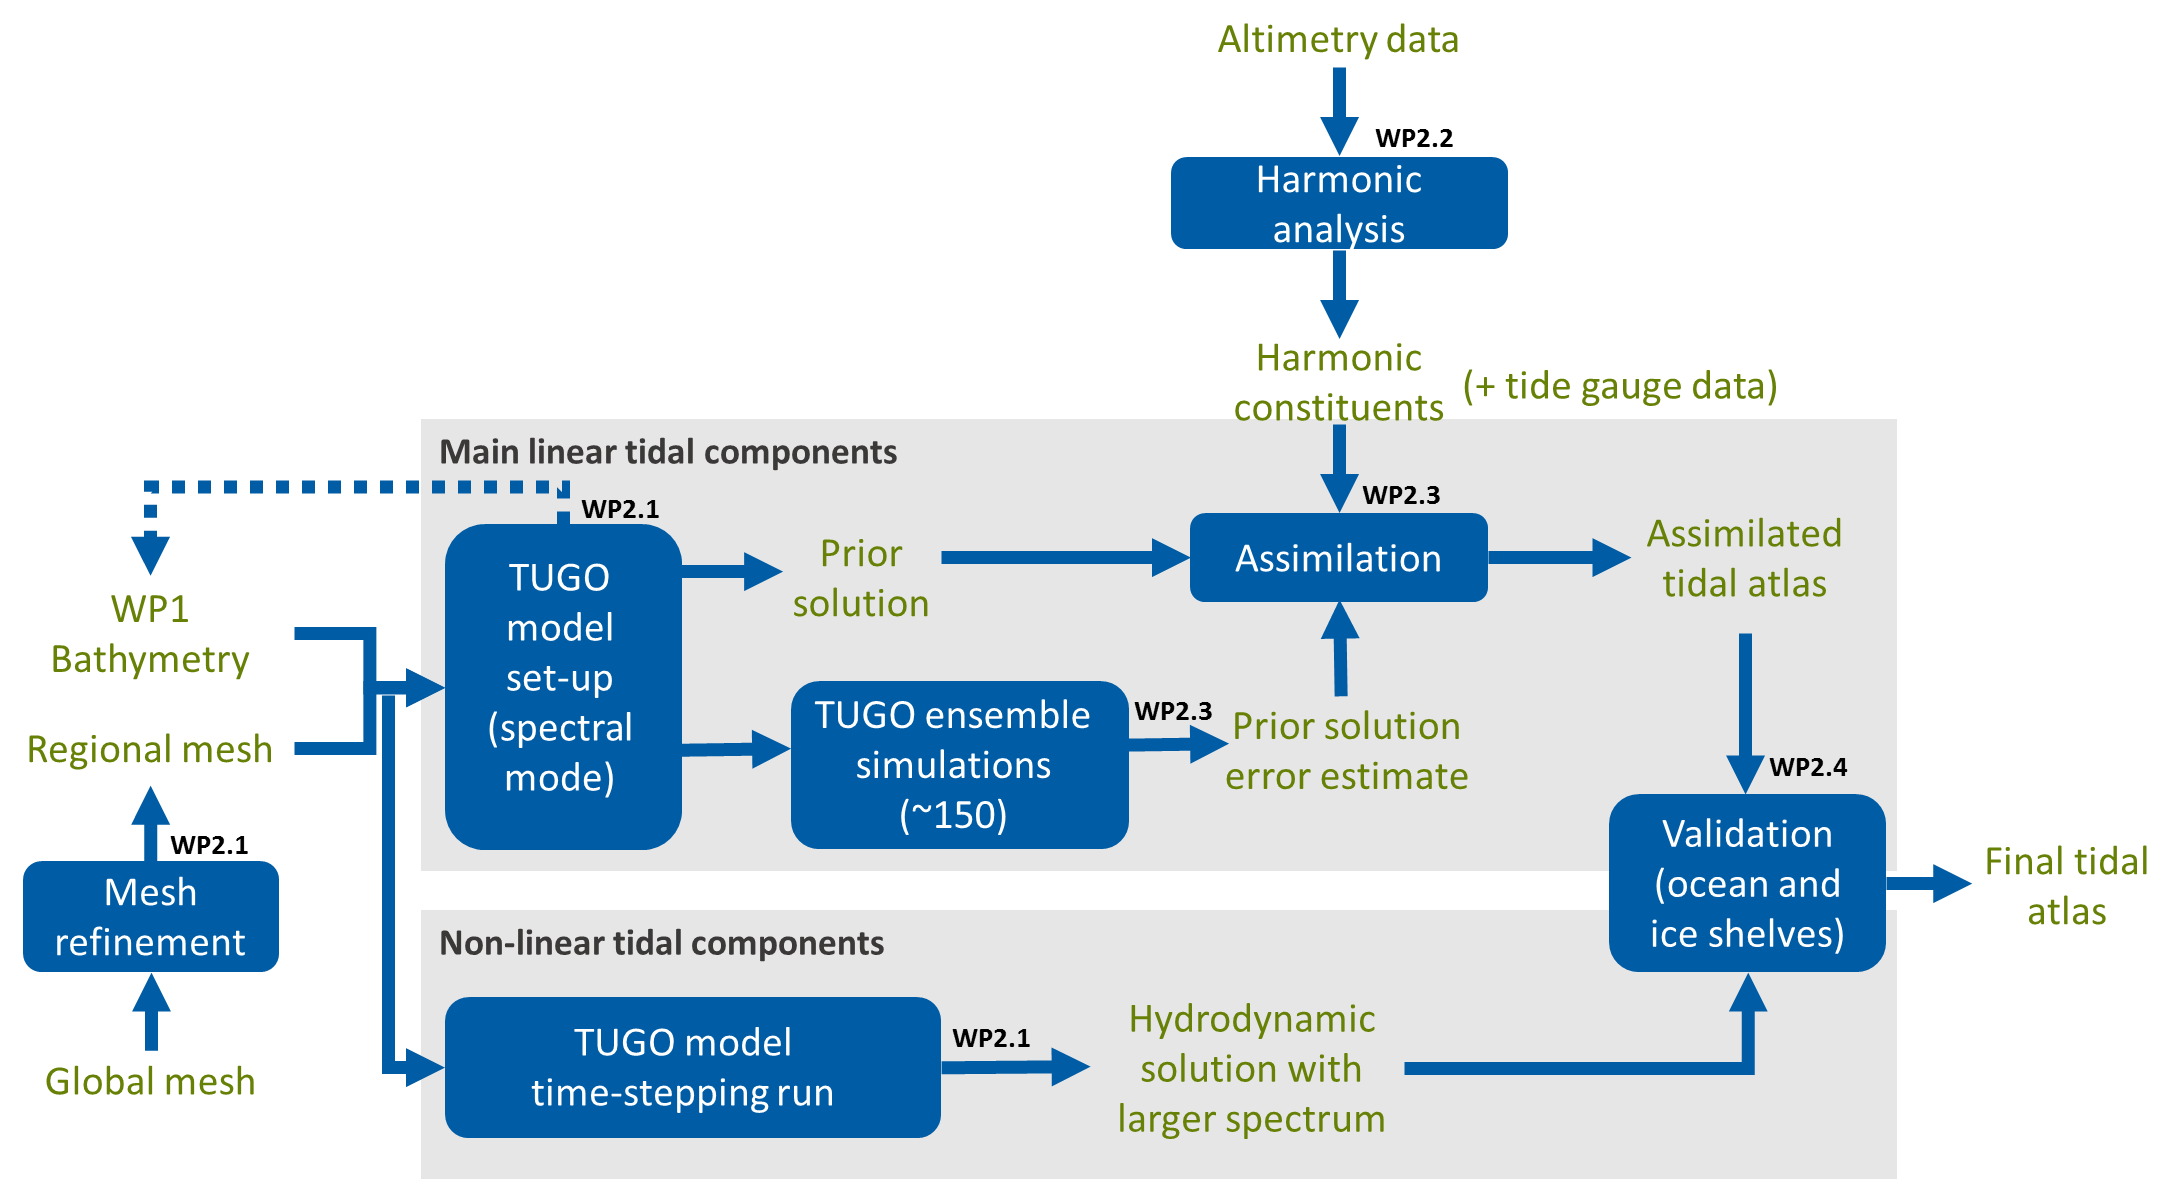 Altimetry data
WP2.2
Harmonic
analysis
Harmonic
constituents
(+ tide gauge data)
Main linear tidal components
WP2.1
TUGO
model
set-up
(spectral
mode)
Prior
solution
WP2.3
Assimilation
Assimilated
tidal atlas
WP1
Bathymetry
Regional mesh
TUGO ensemble
simulations
(~150)
WP2.3
Prior solution
error estimate
WP2.4
Validation
(ocean and
ice shelves)
Final tidal
atlas
WP2.1
Mesh
refinement
Global mesh
Non-linear tidal components
TUGO model
time-stepping run
WP2.1
Hydrodynamic
solution with
larger spectrum